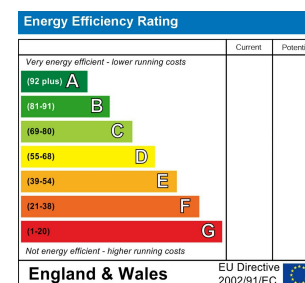 Energy Efficiency Rating
Current Potenti
Very energy efficient - lower running costs
(92 plus) A
(81-91) B
(69-80) C
(55-68) D
(39-54) E
(21-38) F
(1-20) G
Not energy efficient - higher running costs
England & Wales
EU Directive
2002/91/EC